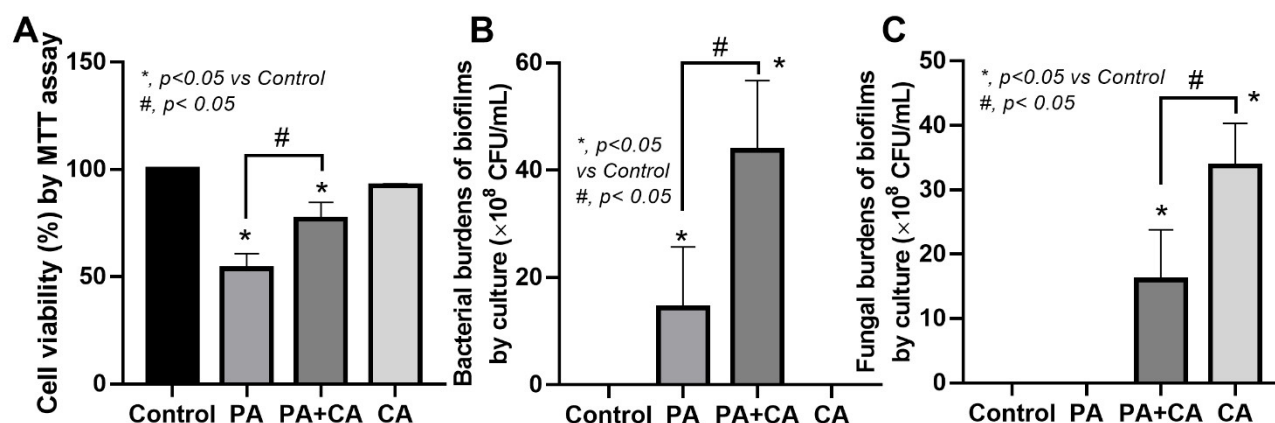 A
Cell viability (%) by MTT assay
150
100
50
0
*, p<0.05 vs Control
#, p< 0.05
#
*
*
Control PA PA+CA CA
B
Bacterial burdens of biofilms
by culture (×10⁸ CFU/mL)
60
40
20
0
*, p<0.05
vs Control
#, p< 0.05
#
*
*
Control PA PA+CA CA
C
Fungal burdens of biofilms
by culture (×10⁸ CFU/mL)
50
40
30
20
10
0
*, p<0.05 vs Control
#, p< 0.05
#
*
*
Control PA PA+CA CA